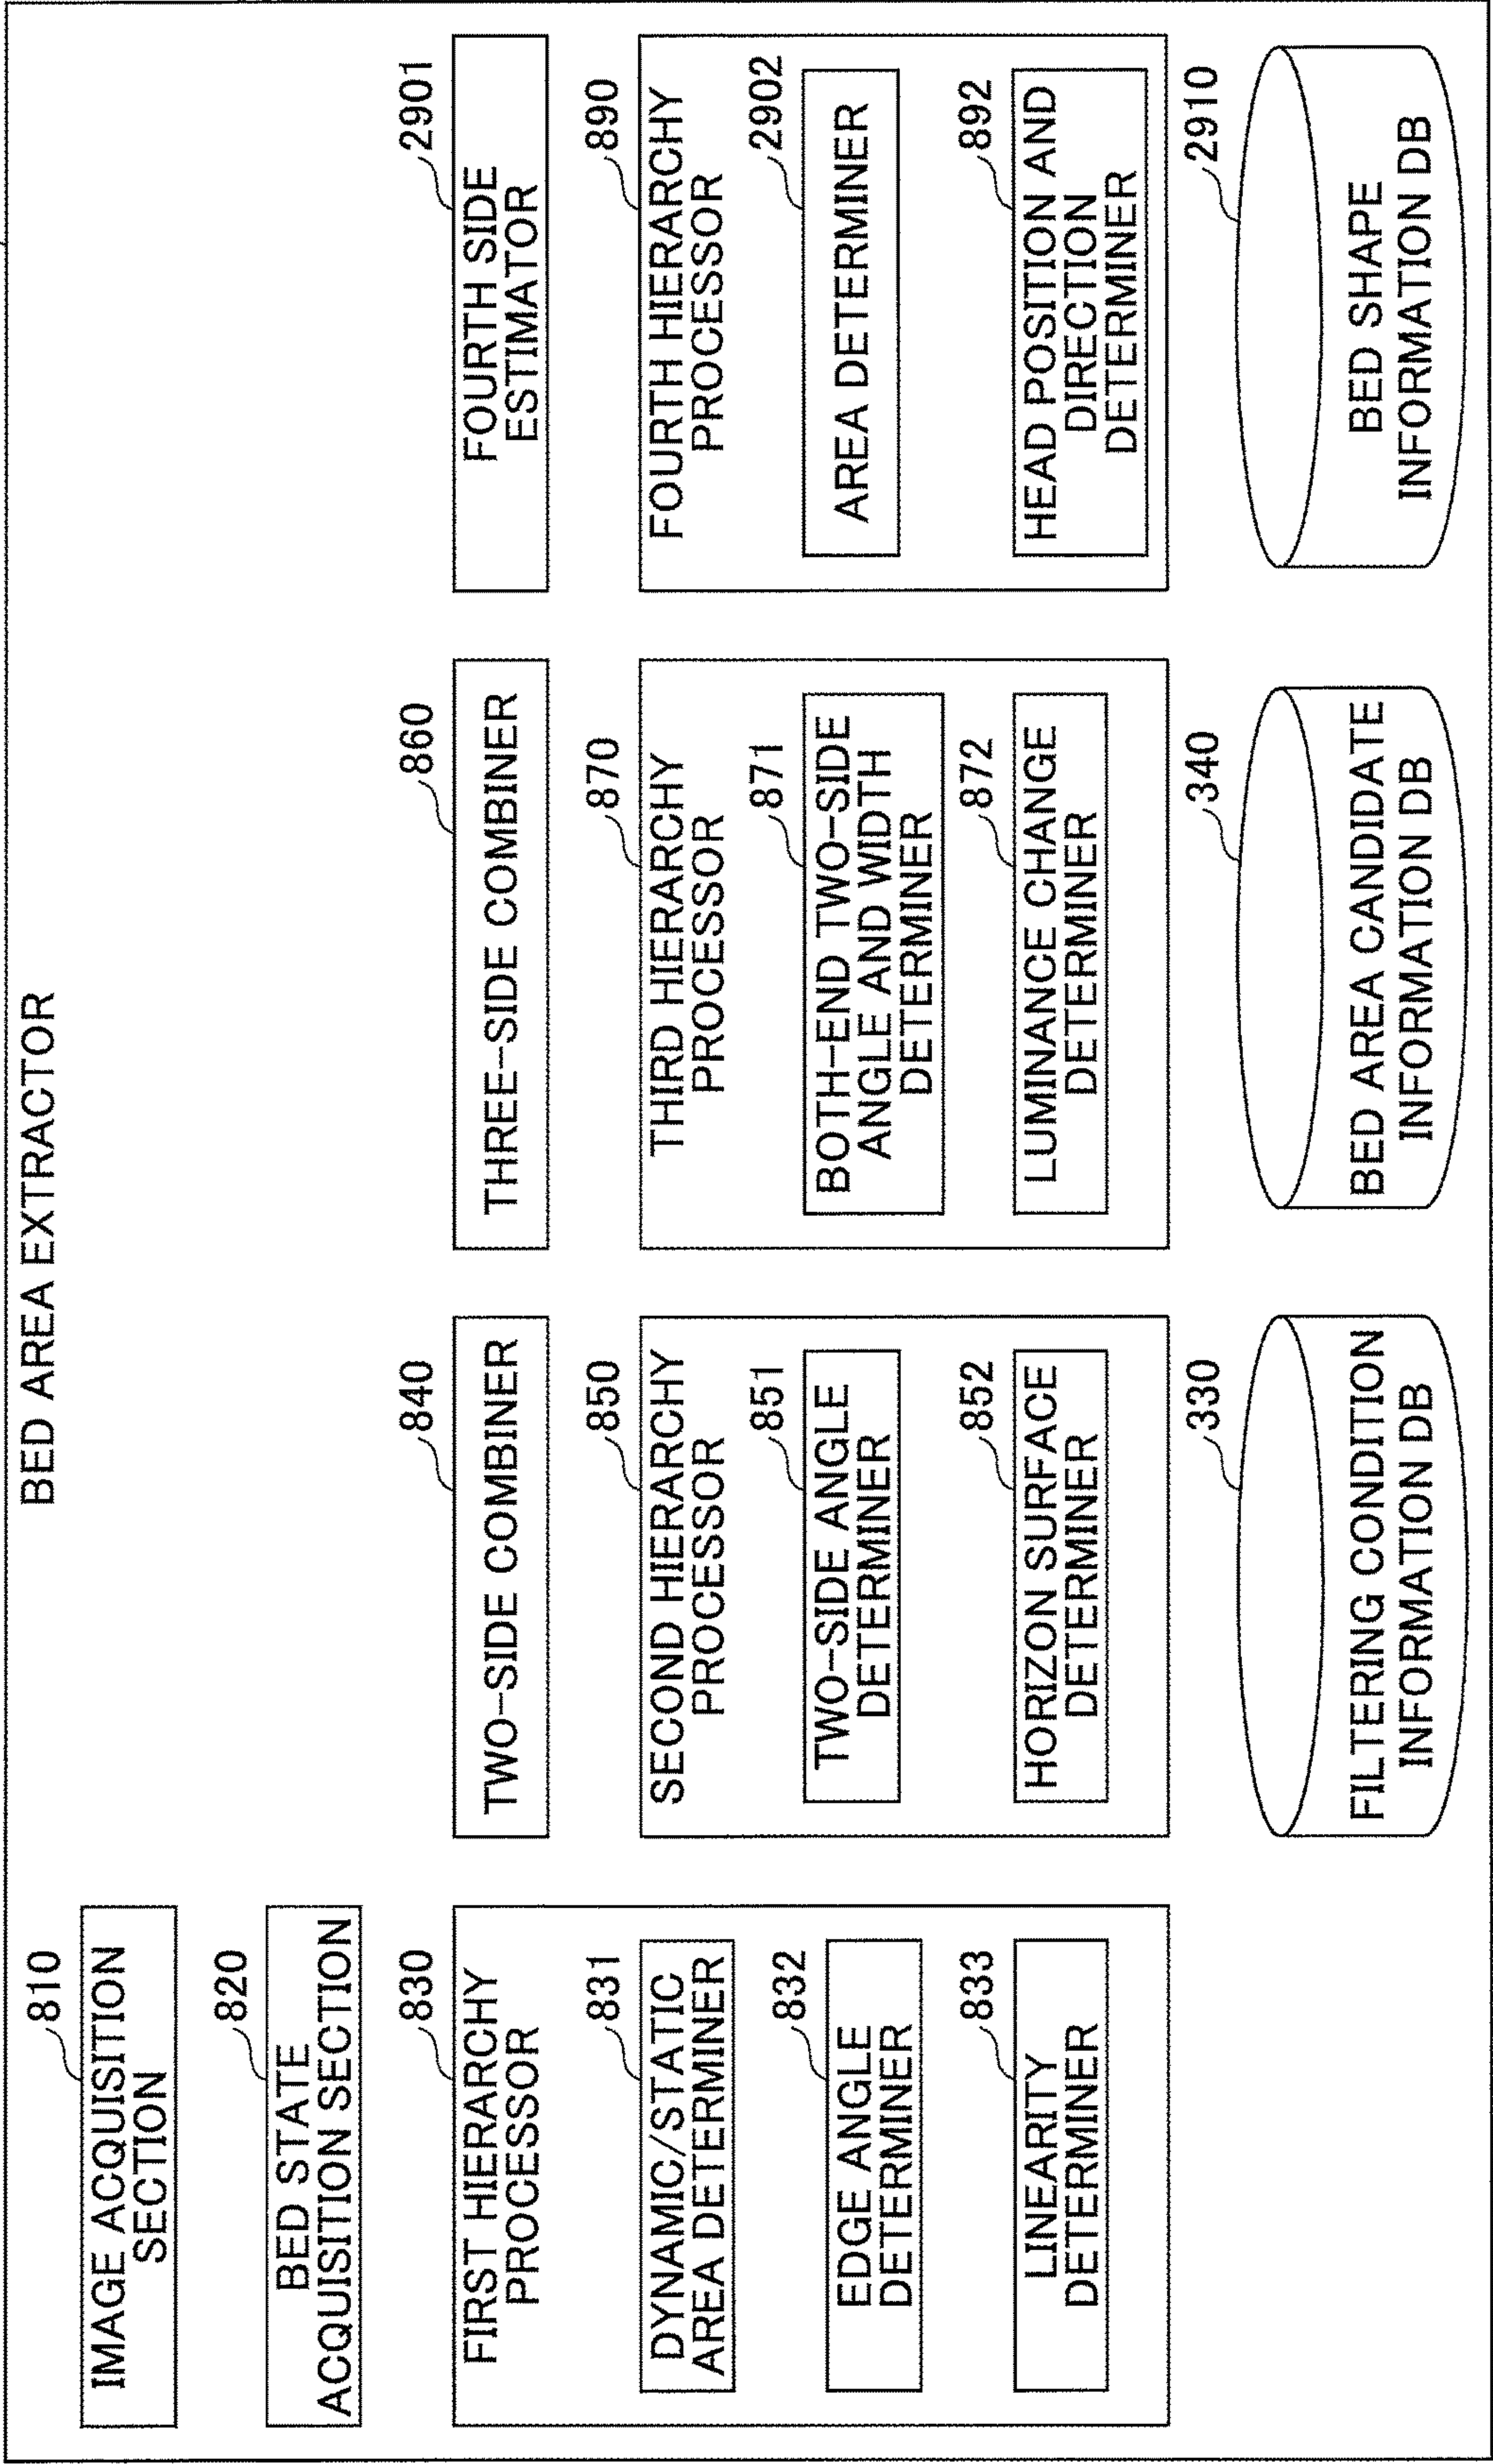 BED AREA EXTRACTOR
810
IMAGE ACQUISITION
SECTION
820
BED STATE
ACQUISITION SECTION
830
FIRST HIERARCHY
PROCESSOR
831
DYNAMIC/STATIC
AREA DETERMINER
832
EDGE ANGLE
DETERMINER
833
LINEARITY
DETERMINER
840
TWO-SIDE COMBINER
850
SECOND HIERARCHY
PROCESSOR
851
TWO-SIDE ANGLE
DETERMINER
852
HORIZON SURFACE
DETERMINER
330
FILTERING CONDITION
INFORMATION DB
860
THREE-SIDE COMBINER
870
THIRD HIERARCHY
PROCESSOR
871
BOTH-END TWO-SIDE
ANGLE AND WIDTH
DETERMINER
872
LUMINANCE CHANGE
DETERMINER
340
BED AREA CANDIDATE
INFORMATION DB
2901
FOURTH SIDE
ESTIMATOR
890
FOURTH HIERARCHY
PROCESSOR
2902
AREA DETERMINER
892
HEAD POSITION AND
DIRECTION
DETERMINER
2910
BED SHAPE
INFORMATION DB